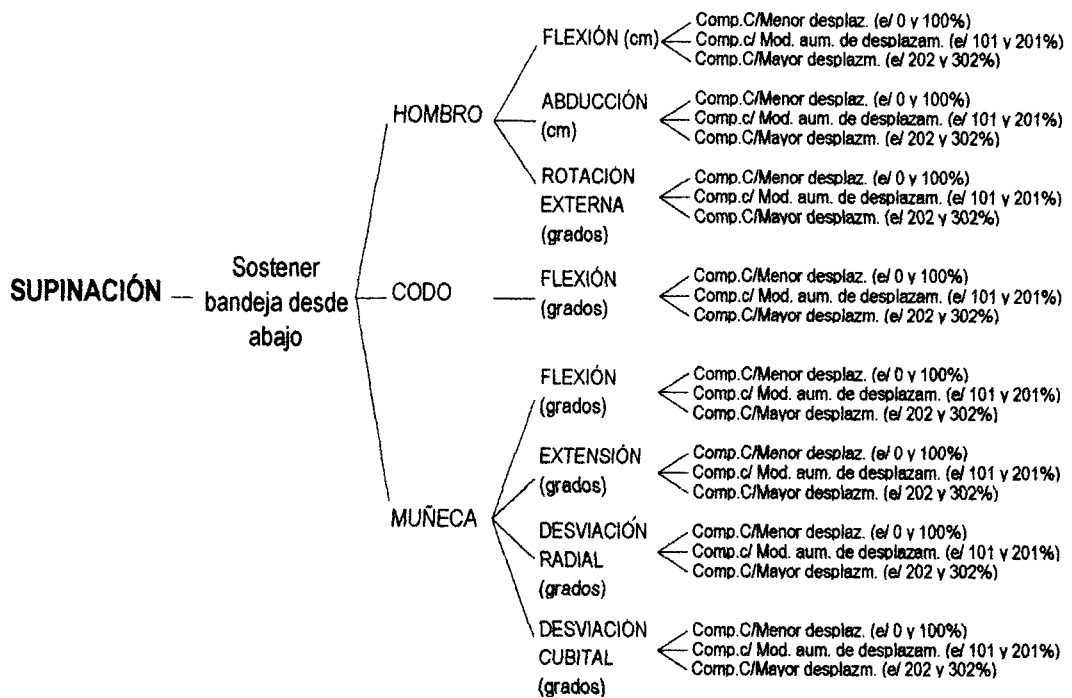 SUPINACIÓN
Sostener
bandeja desde
abajo
HOMBRO
FLEXIÓN (cm)
Comp.C/Menor desplaz. (e/ 0 y 100%)
Comp.c/ Mod. aum. de desplazam. (e/ 101 y 201%)
Comp.C/Mayor desplazm. (e/ 202 y 302%)
ABDUCCIÓN
(cm)
Comp.C/Menor desplaz. (e/ 0 y 100%)
Comp.c/ Mod. aum. de desplazam. (e/ 101 y 201%)
Comp.C/Mayor desplazm. (e/ 202 y 302%)
ROTACIÓN
EXTERNA
(grados)
Comp.C/Menor desplaz. (e/ 0 y 100%)
Comp.c/ Mod. aum. de desplazam. (e/ 101 y 201%)
Comp.C/Mayor desplazm. (e/ 202 y 302%)
CODO
FLEXIÓN
(grados)
Comp.C/Menor desplaz. (e/ 0 y 100%)
Comp.c/ Mod. aum. de desplazam. (e/ 101 y 201%)
Comp.C/Mayor desplazm. (e/ 202 y 302%)
MUÑECA
FLEXIÓN
(grados)
Comp.C/Menor desplaz. (e/ 0 y 100%)
Comp.c/ Mod. aum. de desplazam. (e/ 101 y 201%)
Comp.C/Mayor desplazm. (e/ 202 y 302%)
EXTENSIÓN
(grados)
Comp.C/Menor desplaz. (e/ 0 y 100%)
Comp.c/ Mod. aum. de desplazam. (e/ 101 y 201%)
Comp.C/Mayor desplazm. (e/ 202 y 302%)
DESVIACIÓN
RADIAL
(grados)
Comp.C/Menor desplaz. (e/ 0 y 100%)
Comp.c/ Mod. aum. de desplazam. (e/ 101 y 201%)
Comp.C/Mayor desplazm. (e/ 202 y 302%)
DESVIACIÓN
CUBITAL
(grados)
Comp.C/Menor desplaz. (e/ 0 y 100%)
Comp.c/ Mod. aum. de desplazam. (e/ 101 y 201%)
Comp.C/Mayor desplazm. (e/ 202 y 302%)